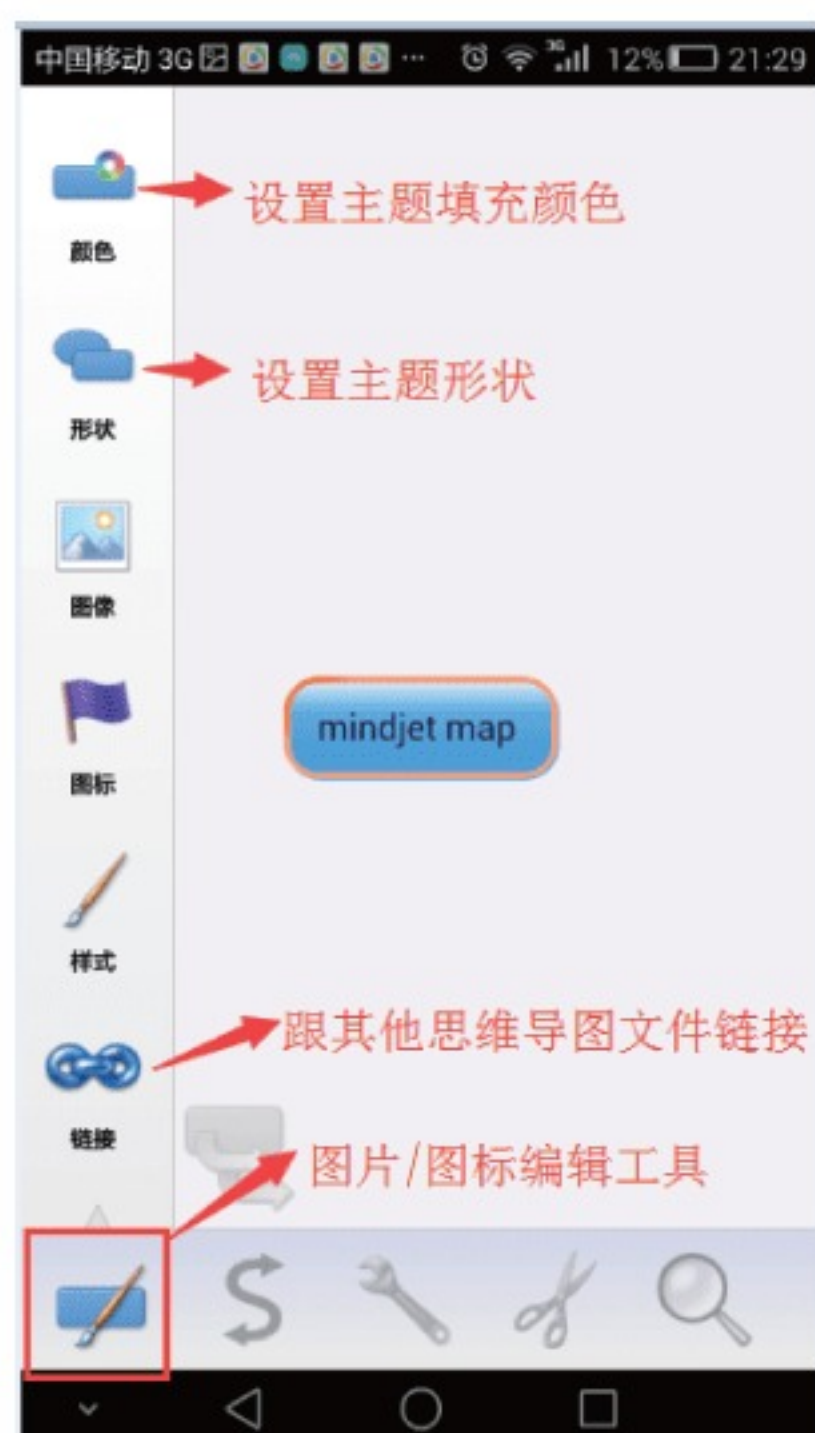 中国移动 3G ... 3G 12% 21:29
设置主题填充颜色
颜色
设置主题形状
形状
图像
mindjet map
图标
样式
跟其他思维导图文件链接
链接
图片/图标编辑工具